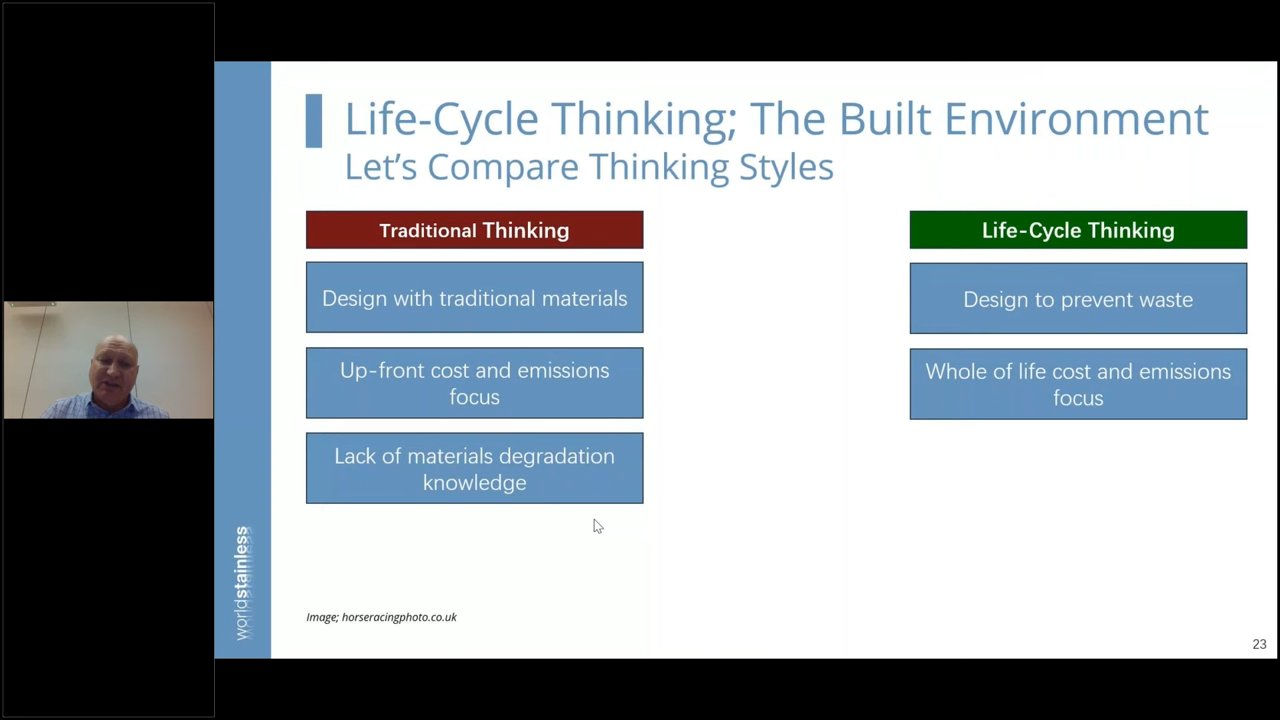 Life-Cycle Thinking; The Built Environment
Let's Compare Thinking Styles
Traditional Thinking
Design with traditional materials
Up-front cost and emissions
focus
Lack of materials degradation
knowledge
Life-Cycle Thinking
Design to prevent waste
Whole of life cost and emissions
focus
worldstainless
Image; horseracingphoto.co.uk
23